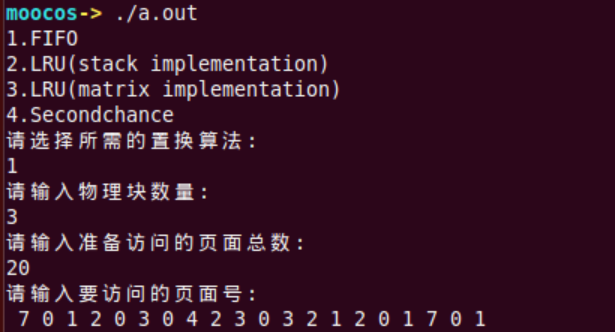 moocos-> ./a.out
1.FIFO
2.LRU(stack implementation)
3.LRU(matrix implementation)
4.Secondchance
请选择所需的置换算法:
1
请输入物理块数量:
3
请输入准备访问的页面总数:
20
请输入要访问的页面号:
7 0 1 2 0 3 0 4 2 3 0 3 2 1 2 0 1 7 0 1